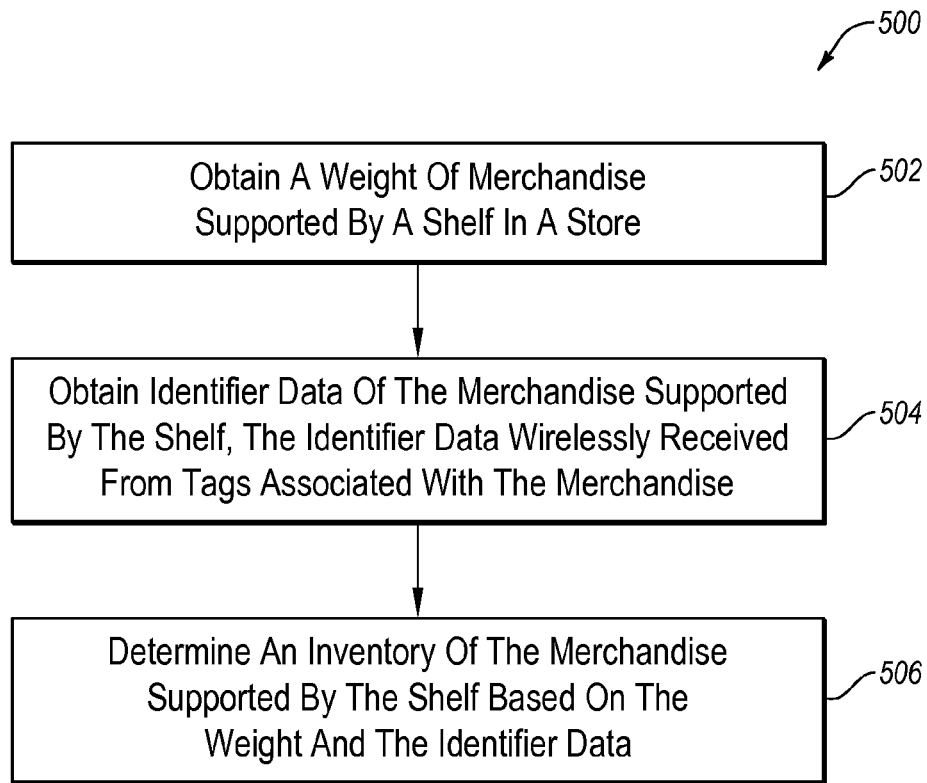 500
Obtain A Weight Of Merchandise
Supported By A Shelf In A Store
502
Obtain Identifier Data Of The Merchandise Supported
By The Shelf, The Identifier Data Wirelessly Received
From Tags Associated With The Merchandise
504
Determine An Inventory Of The Merchandise
Supported By The Shelf Based On The
Weight And The Identifier Data
506